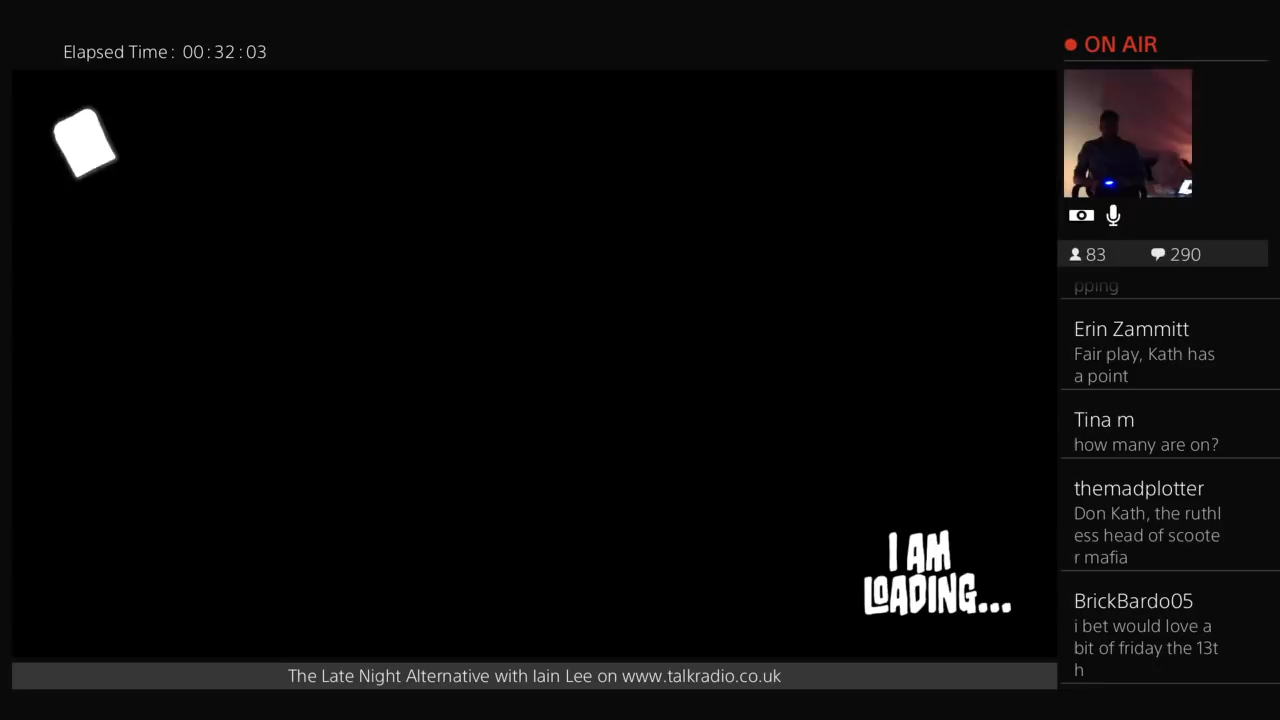 Elapsed Time: 00:32:03
ON AIR
83 290
pping
Erin Zammitt
Fair play, Kath has
a point
Tina m
how many are on?
themadplotter
Don Kath, the ruthl
ess head of scoote
r mafia
BrickBardo05
i bet would love a
bit of friday the 13t
h
I AM
LOADING...
The Late Night Alternative with Iain Lee on www.talkradio.co.uk